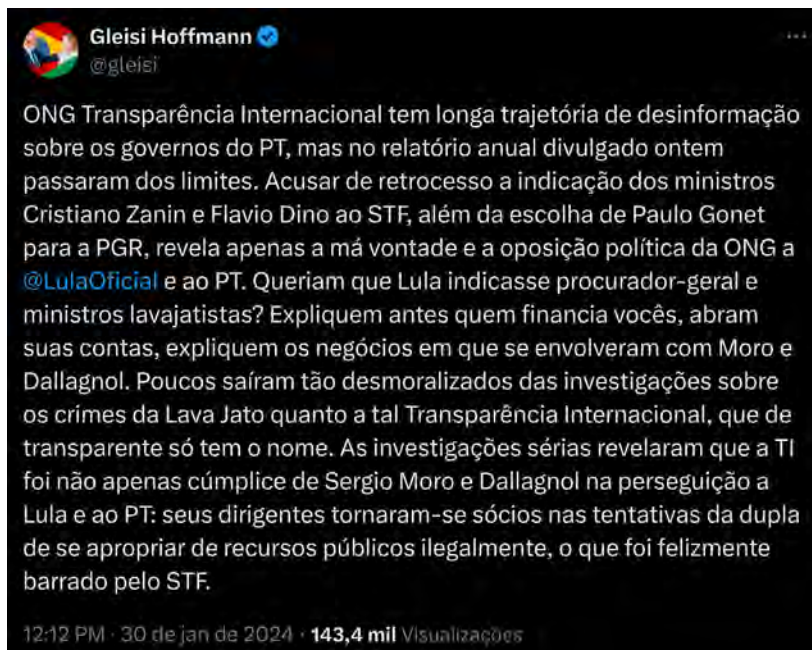 Gleisi Hoffmann
@gleisi
ONG Transparência Internacional tem longa trajetória de desinformação
sobre os governos do PT, mas no relatório anual divulgado ontem
passaram dos limites. Acusar de retrocesso a indicação dos ministros
Cristiano Zanin e Flavio Dino ao STF, além da escolha de Paulo Gonet
para a PGR, revela apenas a má vontade e a oposição política da ONG a
@LulaOficial e ao PT. Queriam que Lula indicasse procurador-geral e
ministros lavajatistas? Expliquem antes quem financia vocês, abram
suas contas, expliquem os negócios em que se envolveram com Moro e
Dallagnol. Poucos saíram tão desmoralizados das investigações sobre
os crimes da Lava Jato quanto a tal Transparência Internacional, que de
transparente só tem o nome. As investigações sérias revelaram que a TI
foi não apenas cúmplice de Sergio Moro e Dallagnol na perseguição a
Lula e ao PT: seus dirigentes tornaram-se sócios nas tentativas da dupla
de se apropriar de recursos públicos ilegalmente, o que foi felizmente
barrado pelo STF.
12:12 PM · 30 de jan de 2024 · 143,4 mil Visualizações